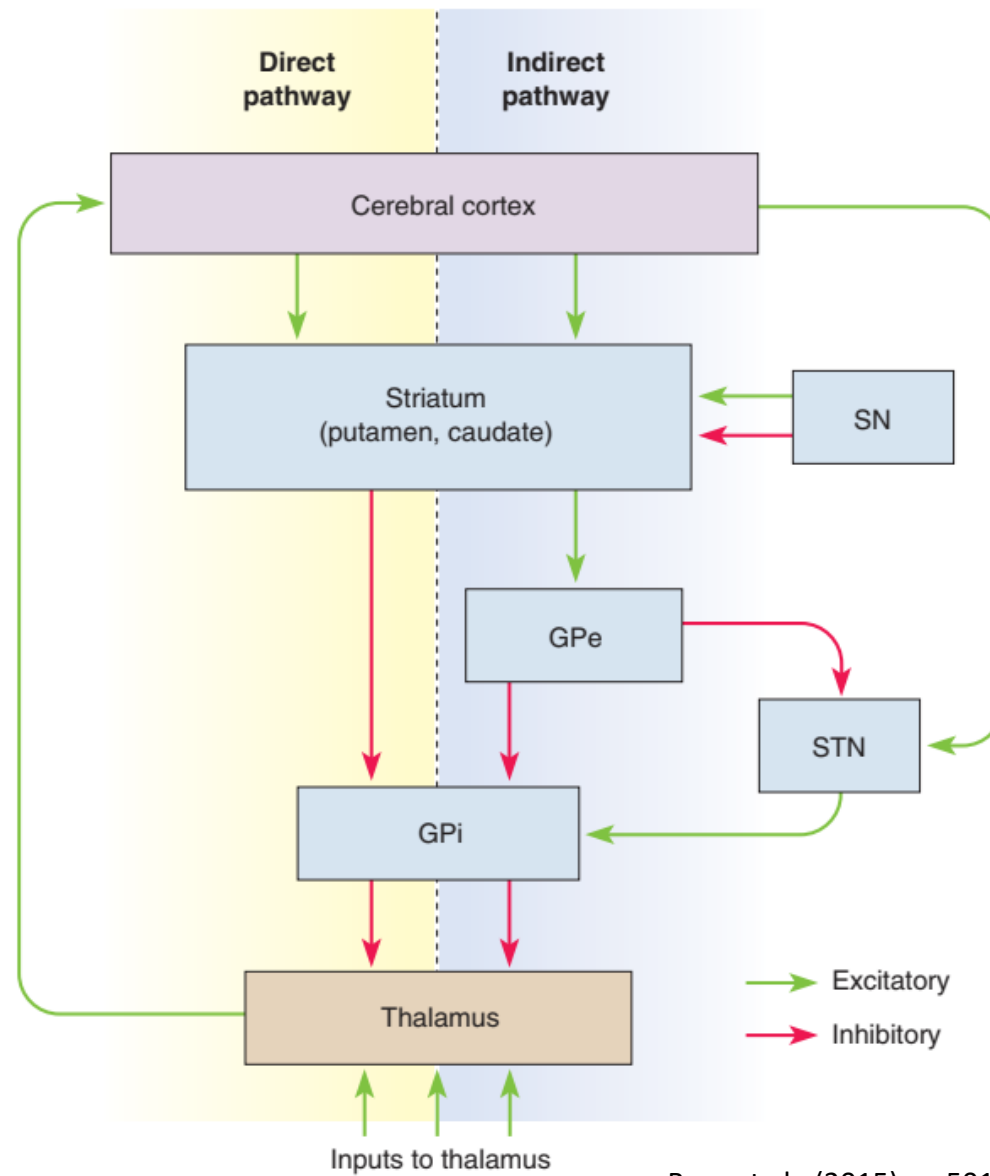 Direct
pathway
Indirect
pathway
Cerebral cortex
Striatum
(putamen, caudate)
SN
GPe
STN
GPi
Thalamus
Excitatory
Inhibitory
Inputs to thalamus